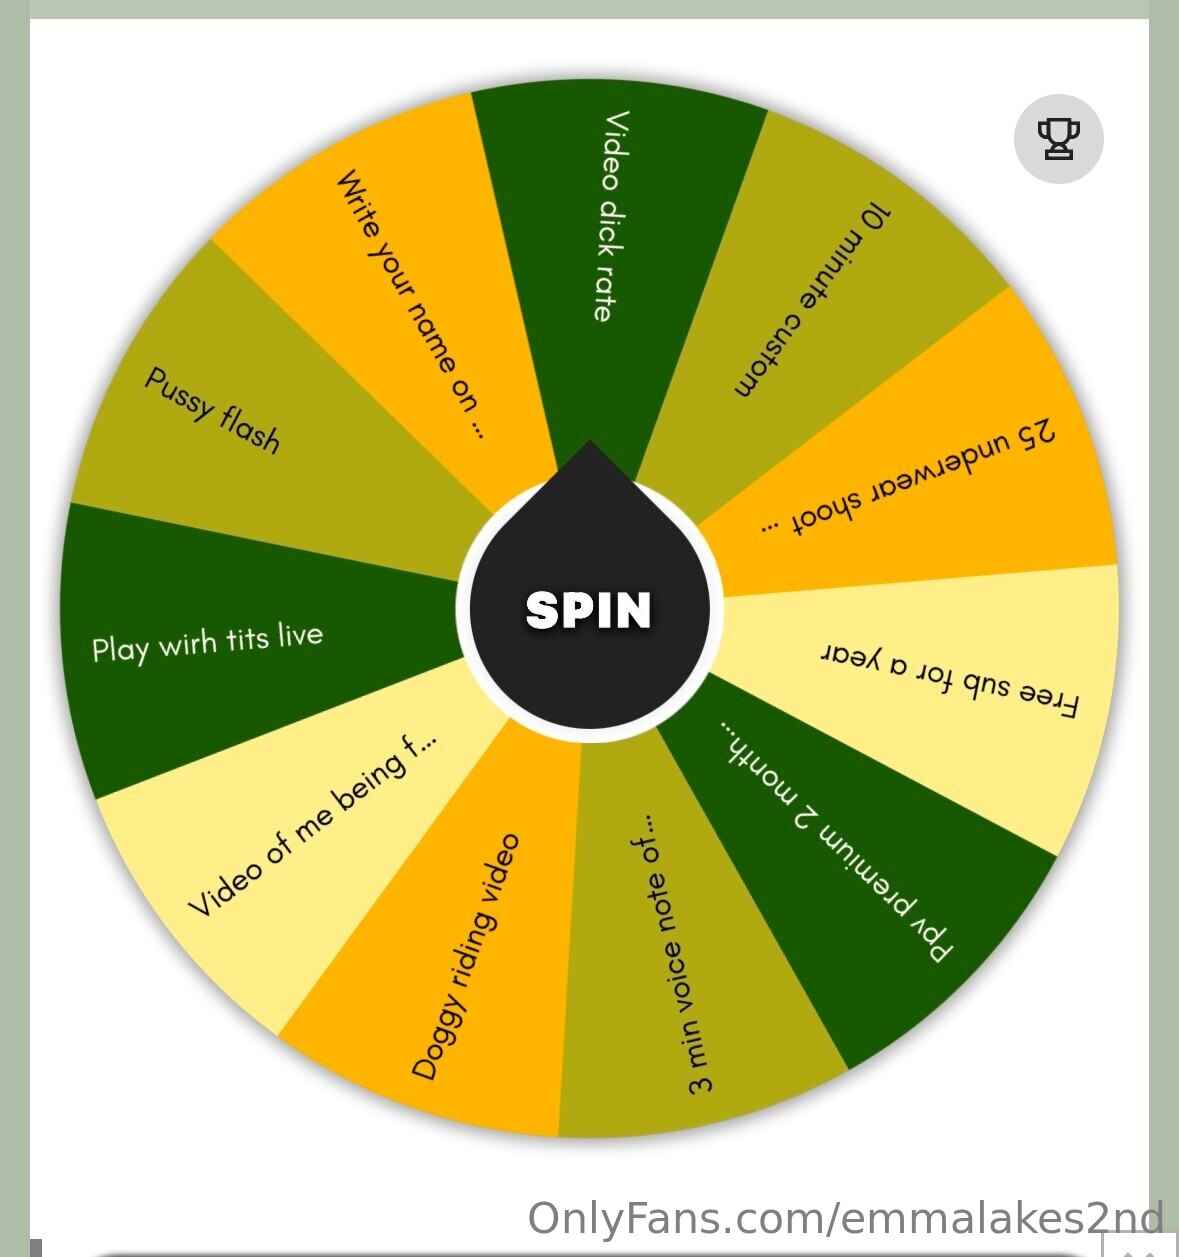 Video dick rate
10 minute custom
25 underwear shoot ...
Free sub for a year
Ppv premium 2 month...
3 min voice note of...
Doggy riding video
Video of me being f...
Play wirh tits live
Pussy flash
Write your name on ...
SPIN
OnlyFans.com/emmalakes2nd